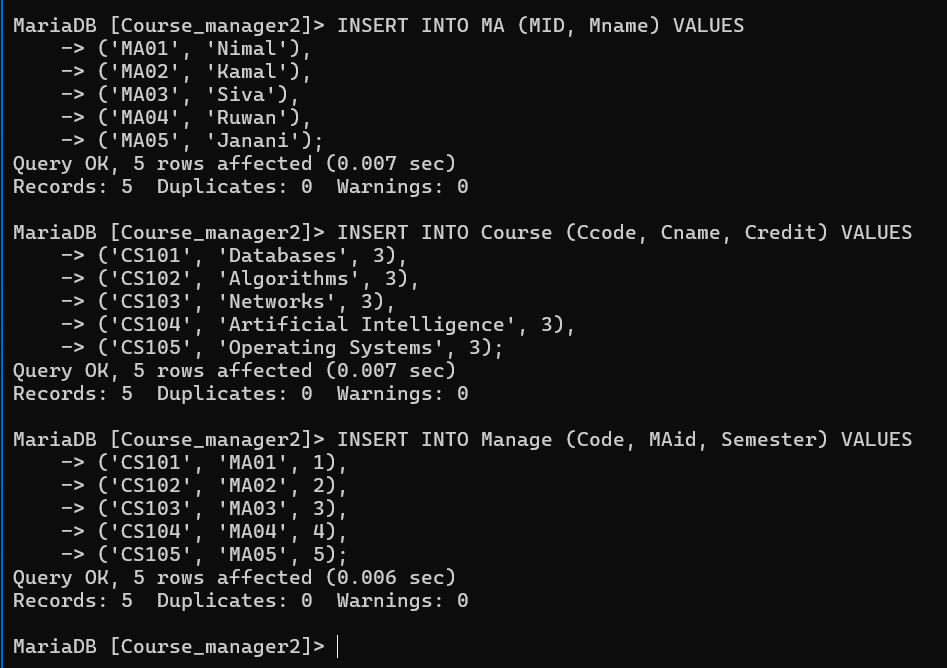 MariaDB [Course_manager2]> INSERT INTO MA (MID, Mname) VALUES
    -> ('MA01', 'Nimal'),
    -> ('MA02', 'Kamal'),
    -> ('MA03', 'Siva'),
    -> ('MA04', 'Ruwan'),
    -> ('MA05', 'Janani');
Query OK, 5 rows affected (0.007 sec)
Records: 5  Duplicates: 0  Warnings: 0

MariaDB [Course_manager2]> INSERT INTO Course (Ccode, Cname, Credit) VALUES
    -> ('CS101', 'Databases', 3),
    -> ('CS102', 'Algorithms', 3),
    -> ('CS103', 'Networks', 3),
    -> ('CS104', 'Artificial Intelligence', 3),
    -> ('CS105', 'Operating Systems', 3);
Query OK, 5 rows affected (0.007 sec)
Records: 5  Duplicates: 0  Warnings: 0

MariaDB [Course_manager2]> INSERT INTO Manage (Code, MAid, Semester) VALUES
    -> ('CS101', 'MA01', 1),
    -> ('CS102', 'MA02', 2),
    -> ('CS103', 'MA03', 3),
    -> ('CS104', 'MA04', 4),
    -> ('CS105', 'MA05', 5);
Query OK, 5 rows affected (0.006 sec)
Records: 5  Duplicates: 0  Warnings: 0

MariaDB [Course_manager2]>